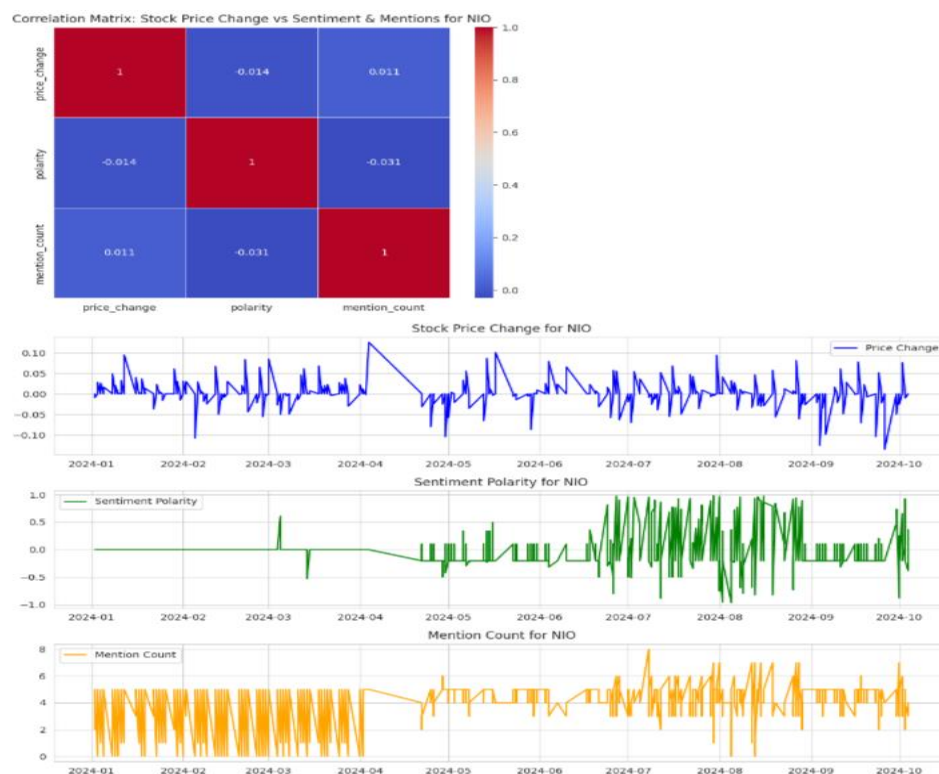 Correlation Matrix: Stock Price Change vs Sentiment & Mentions for NIO
1.0
price_change
1
-0.014
0.011
0.8
0.6
polarity
-0.014
1
-0.031
0.4
0.2
mention_count
0.011
-0.031
1
0.0
price_change polarity mention_count
Stock Price Change for NIO
Price Change
0.10
0.05
0.00
−0.05
−0.10
2024-01 2024-02 2024-03 2024-04 2024-05 2024-06 2024-07 2024-08 2024-09 2024-10
Sentiment Polarity for NIO
1.0
Sentiment Polarity
0.5
0.0
−0.5
−1.0
2024-01 2024-02 2024-03 2024-04 2024-05 2024-06 2024-07 2024-08 2024-09 2024-10
Mention Count for NIO
8
Mention Count
6
4
2
0
2024-01 2024-02 2024-03 2024-04 2024-05 2024-06 2024-07 2024-08 2024-09 2024-10